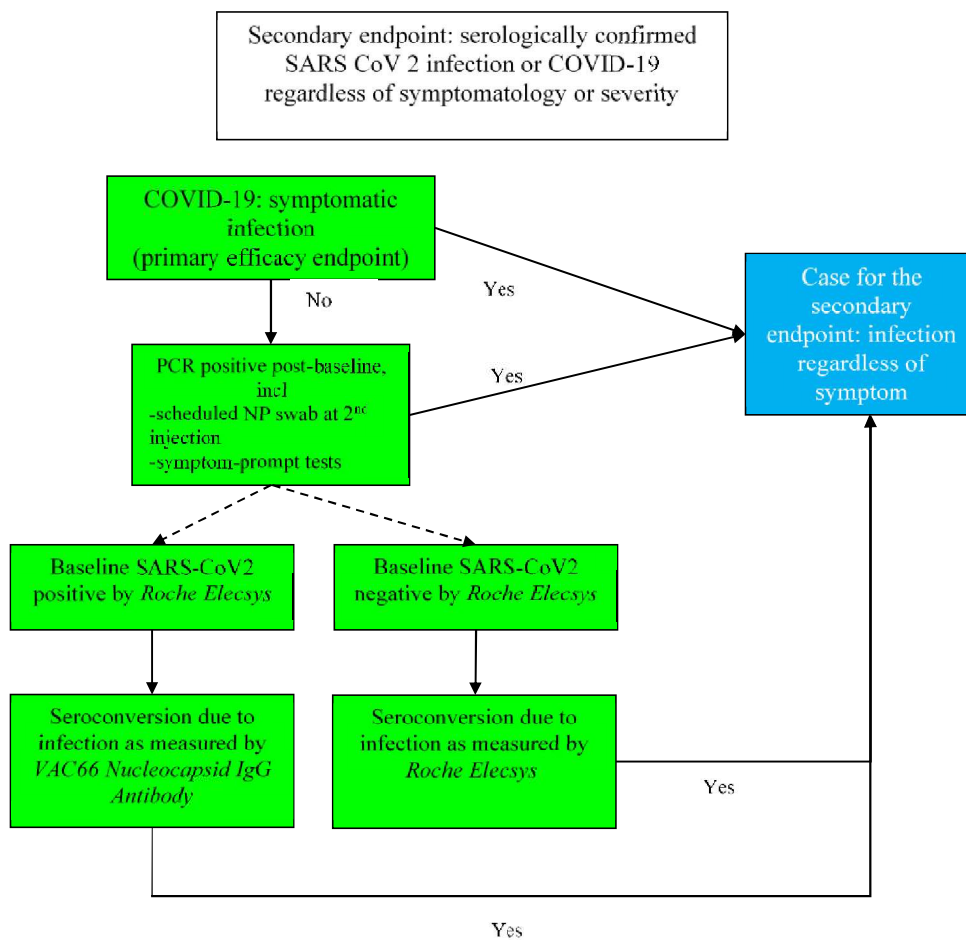 Secondary endpoint: serologically confirmed
SARS CoV 2 infection or COVID-19
regardless of symptomatology or severity
COVID-19: symptomatic
infection
(primary efficacy endpoint)
No
Yes
Case for the
secondary
endpoint: infection
regardless of
symptom
PCR positive post-baseline,
incl
-scheduled NP swab at 2nd
injection
-symptom-prompt tests
Yes
Baseline SARS-CoV2
positive by Roche Elecsys
Baseline SARS-CoV2
negative by Roche Elecsys
Seroconversion due to
infection as measured by
VAC66 Nucleocapsid IgG
Antibody
Seroconversion due to
infection as measured by
Roche Elecsys
Yes
Yes